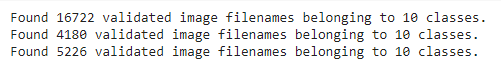 Found 16722 validated image filenames belonging to 10 classes.
Found 4180 validated image filenames belonging to 10 classes.
Found 5226 validated image filenames belonging to 10 classes.